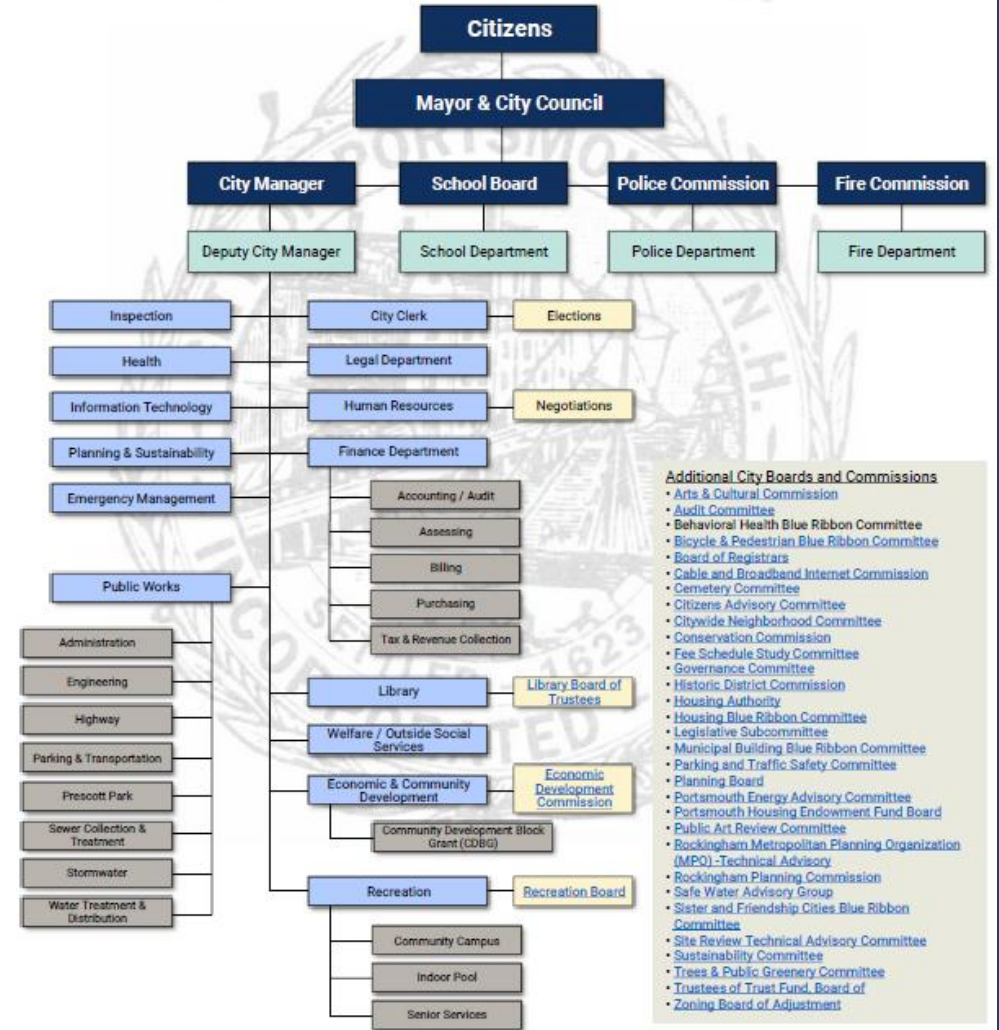 Citizens
Mayor & City Council
City Manager
School Board
Police Commission
Fire Commission
Deputy City Manager
School Department
Police Department
Fire Department
Inspection
City Clerk
Elections
Health
Legal Department
Information Technology
Human Resources
Negotiations
Planning & Sustainability
Finance Department
Emergency Management
Accounting / Audit
Assessing
Billing
Purchasing
Tax & Revenue Collection
Public Works
Administration
Engineering
Highway
Parking & Transportation
Prescott Park
Sewer Collection &
Treatment
Stormwater
Water Treatment &
Distribution
Library
Library Board of
Trustees
Welfare / Outside Social
Services
Economic & Community
Development
Economic
Development
Commission
Community Development Block
Grant (CDBG)
Recreation
Recreation Board
Community Campus
Indoor Pool
Senior Services
Additional City Boards and Commissions
• Arts & Cultural Commission
• Audit Committee
• Behavioral Health Blue Ribbon Committee
• Bicycle & Pedestrian Blue Ribbon Committee
• Board of Registrars
• Cable and Broadband Internet Commission
• Cemetery Committee
• Citizens Advisory Committee
• Citywide Neighborhood Committee
• Conservation Commission
• Fee Schedule Study Committee
• Governance Committee
• Historic District Commission
• Housing Authority
• Housing Blue Ribbon Committee
• Legislative Subcommittee
• Municipal Building Blue Ribbon Committee
• Parking and Traffic Safety Committee
• Planning Board
• Portsmouth Energy Advisory Committee
• Portsmouth Housing Endowment Fund Board
• Public Art Review Committee
• Rockingham Metropolitan Planning Organization
(MPO) -Technical Advisory
• Rockingham Planning Commission
• Safe Water Advisory Group
• Sister and Friendship Cities Blue Ribbon
Committee
• Site Review Technical Advisory Committee
• Sustainability Committee
• Trees & Public Greenery Committee
• Trustees of Trust Fund, Board of
• Zoning Board of Adjustment